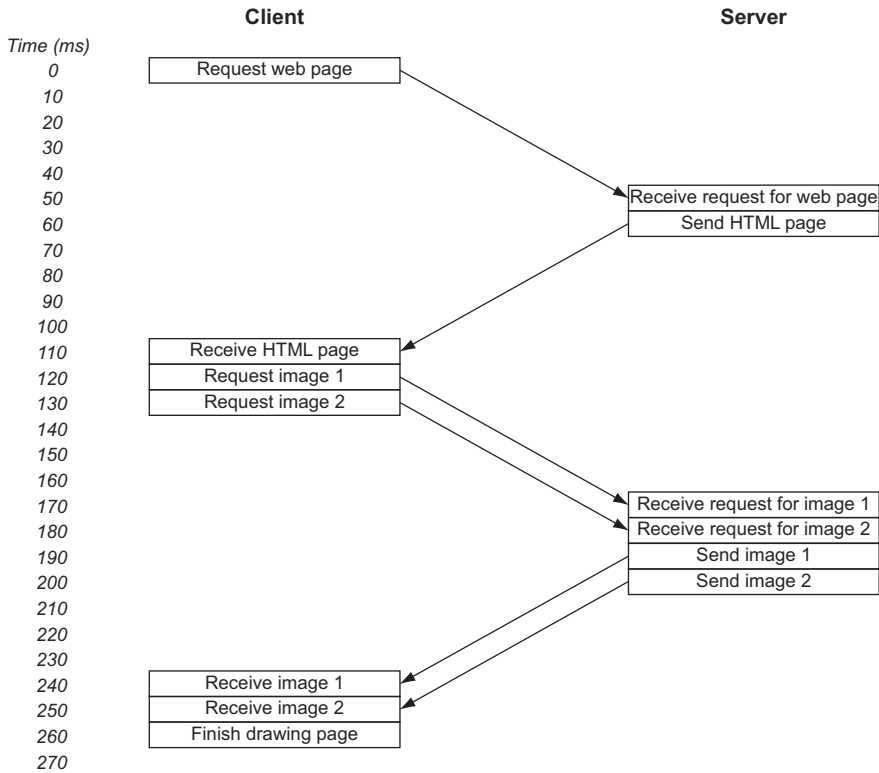 Client Server
Time (ms)
0 Request web page
10
20
30
40
50 Receive request for web page
60 Send HTML page
70
80
90
100
110 Receive HTML page
120 Request image 1
130 Request image 2
140
150
160
170 Receive request for image 1
180 Receive request for image 2
190 Send image 1
200 Send image 2
210
220
230
240 Receive image 1
250 Receive image 2
260 Finish drawing page
270